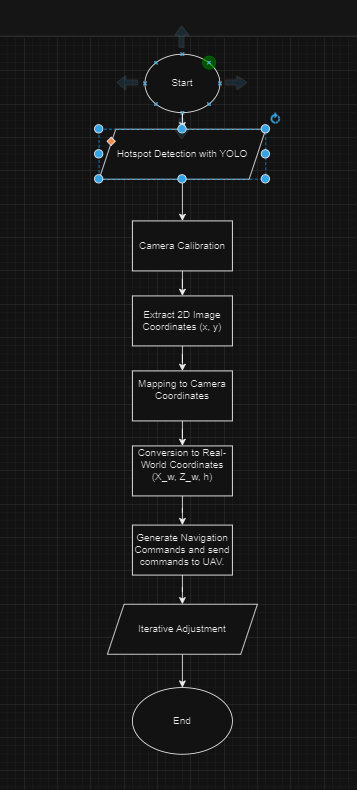 Start
Hotspot Detection with YOLO
Camera Calibration
Extract 2D Image
Coordinates (x, y)
Mapping to Camera
Coordinates
Conversion to Real-
World Coordinates
(X_w, Z_w, h)
Generate Navigation
Commands and send
commands to UAV.
Iterative Adjustment
End